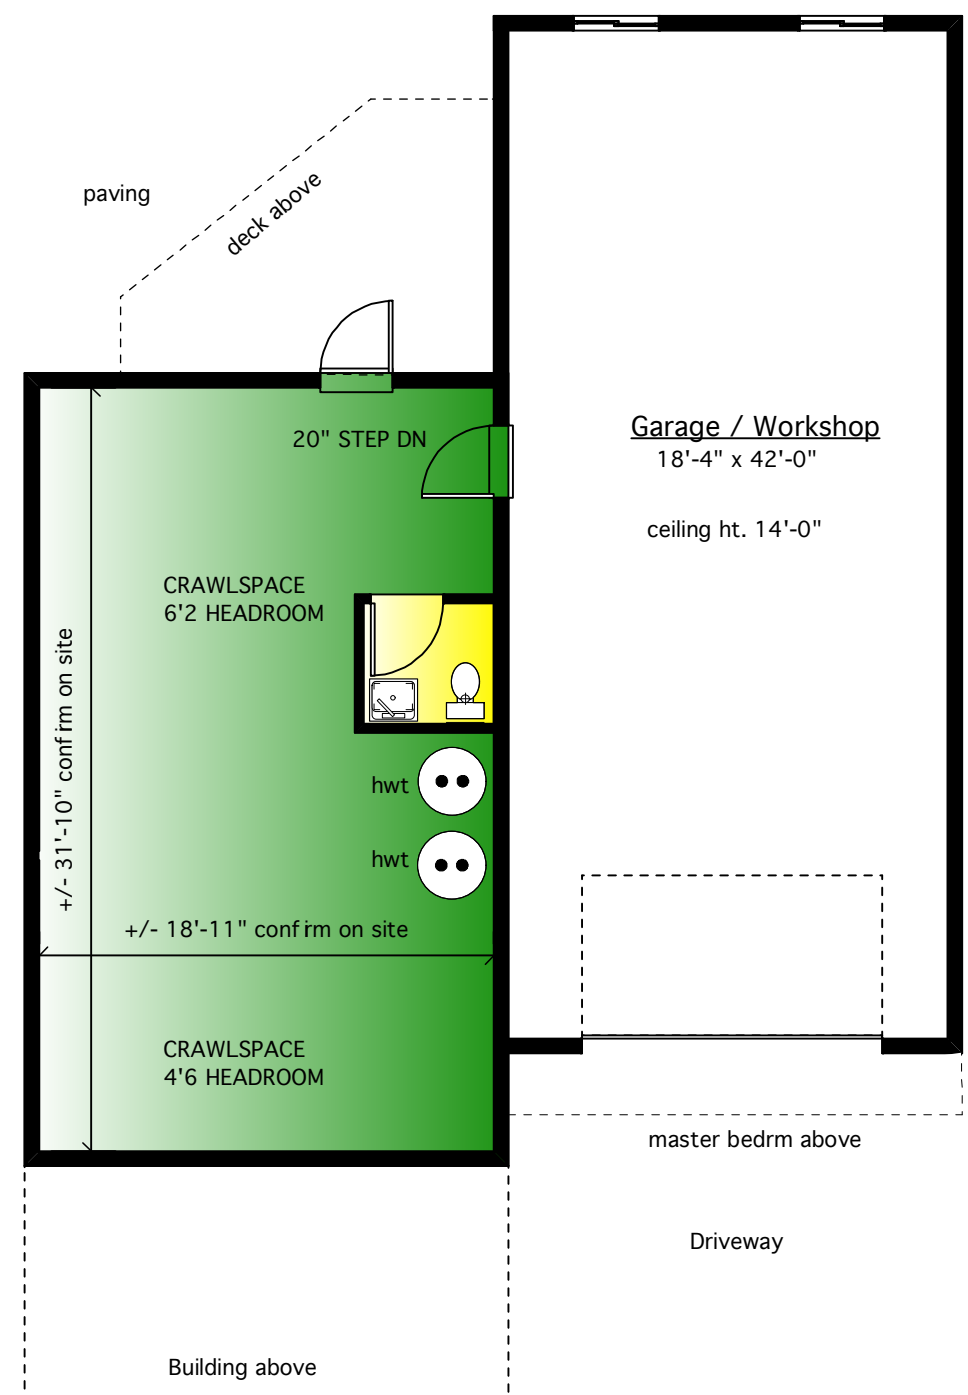 paving
deck above
20" STEP DN
Garage / Workshop
18'-4" x 42'-0"
ceiling ht. 14'-0"
CRAWLSPACE
6'2 HEADROOM
+/- 31'-10" confirm on site
hwt
hwt
+/- 18'-11" confirm on site
CRAWLSPACE
4'6 HEADROOM
master bedrm above
Driveway
Building above